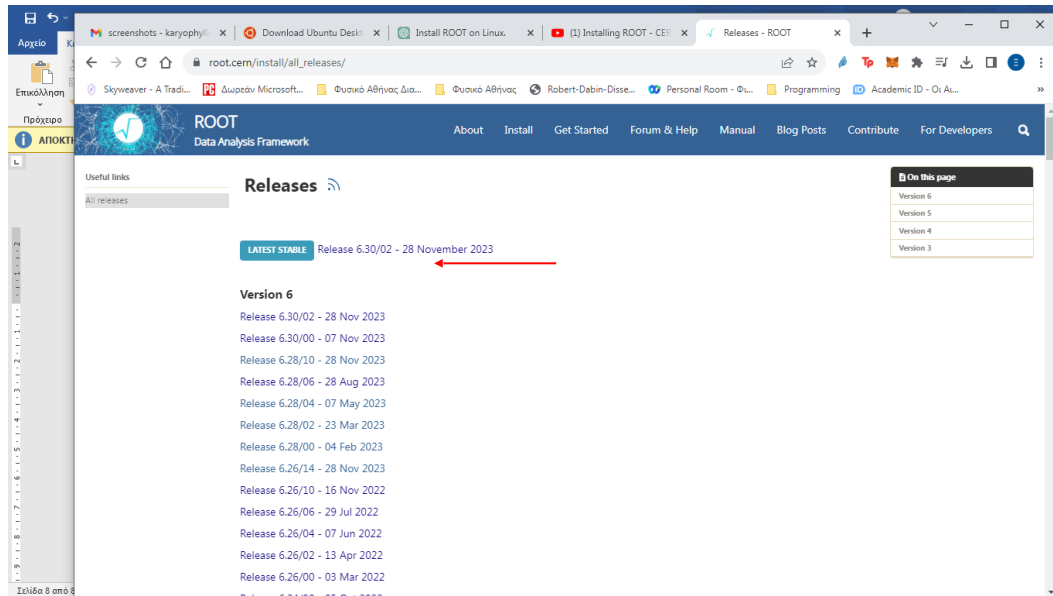 Αρχείο
screenshots - karyophyll
Download Ubuntu Deskt
Install ROOT on Linux.
(1) Installing ROOT - CER
Releases - ROOT
root.cern/install/all_releases/
Επικόλληση
Skyweaver - A Tradi...
Δωρεάν Microsoft...
Φυσικό Αθήνας Δια...
Φυσικό Αθήνας
Robert-Dabin-Disse...
Personal Room - Φι...
Programming
Academic ID - Οι Ακ...
»
Πρόχειρο
ΑΠΟΚΤΗ
ROOT
Data Analysis Framework
About
Install
Get Started
Forum & Help
Manual
Blog Posts
Contribute
For Developers
Useful links
All releases
Releases
On this page
Version 6
Version 5
Version 4
Version 3
LATEST STABLE Release 6.30/02 - 28 November 2023
Version 6
Release 6.30/02 - 28 Nov 2023
Release 6.30/00 - 07 Nov 2023
Release 6.28/10 - 28 Nov 2023
Release 6.28/06 - 28 Aug 2023
Release 6.28/04 - 07 May 2023
Release 6.28/02 - 23 Mar 2023
Release 6.28/00 - 04 Feb 2023
Release 6.26/14 - 28 Nov 2023
Release 6.26/10 - 16 Nov 2022
Release 6.26/06 - 29 Jul 2022
Release 6.26/04 - 07 Jun 2022
Release 6.26/02 - 13 Apr 2022
Release 6.26/00 - 03 Mar 2022
Σελίδα 8 από 8